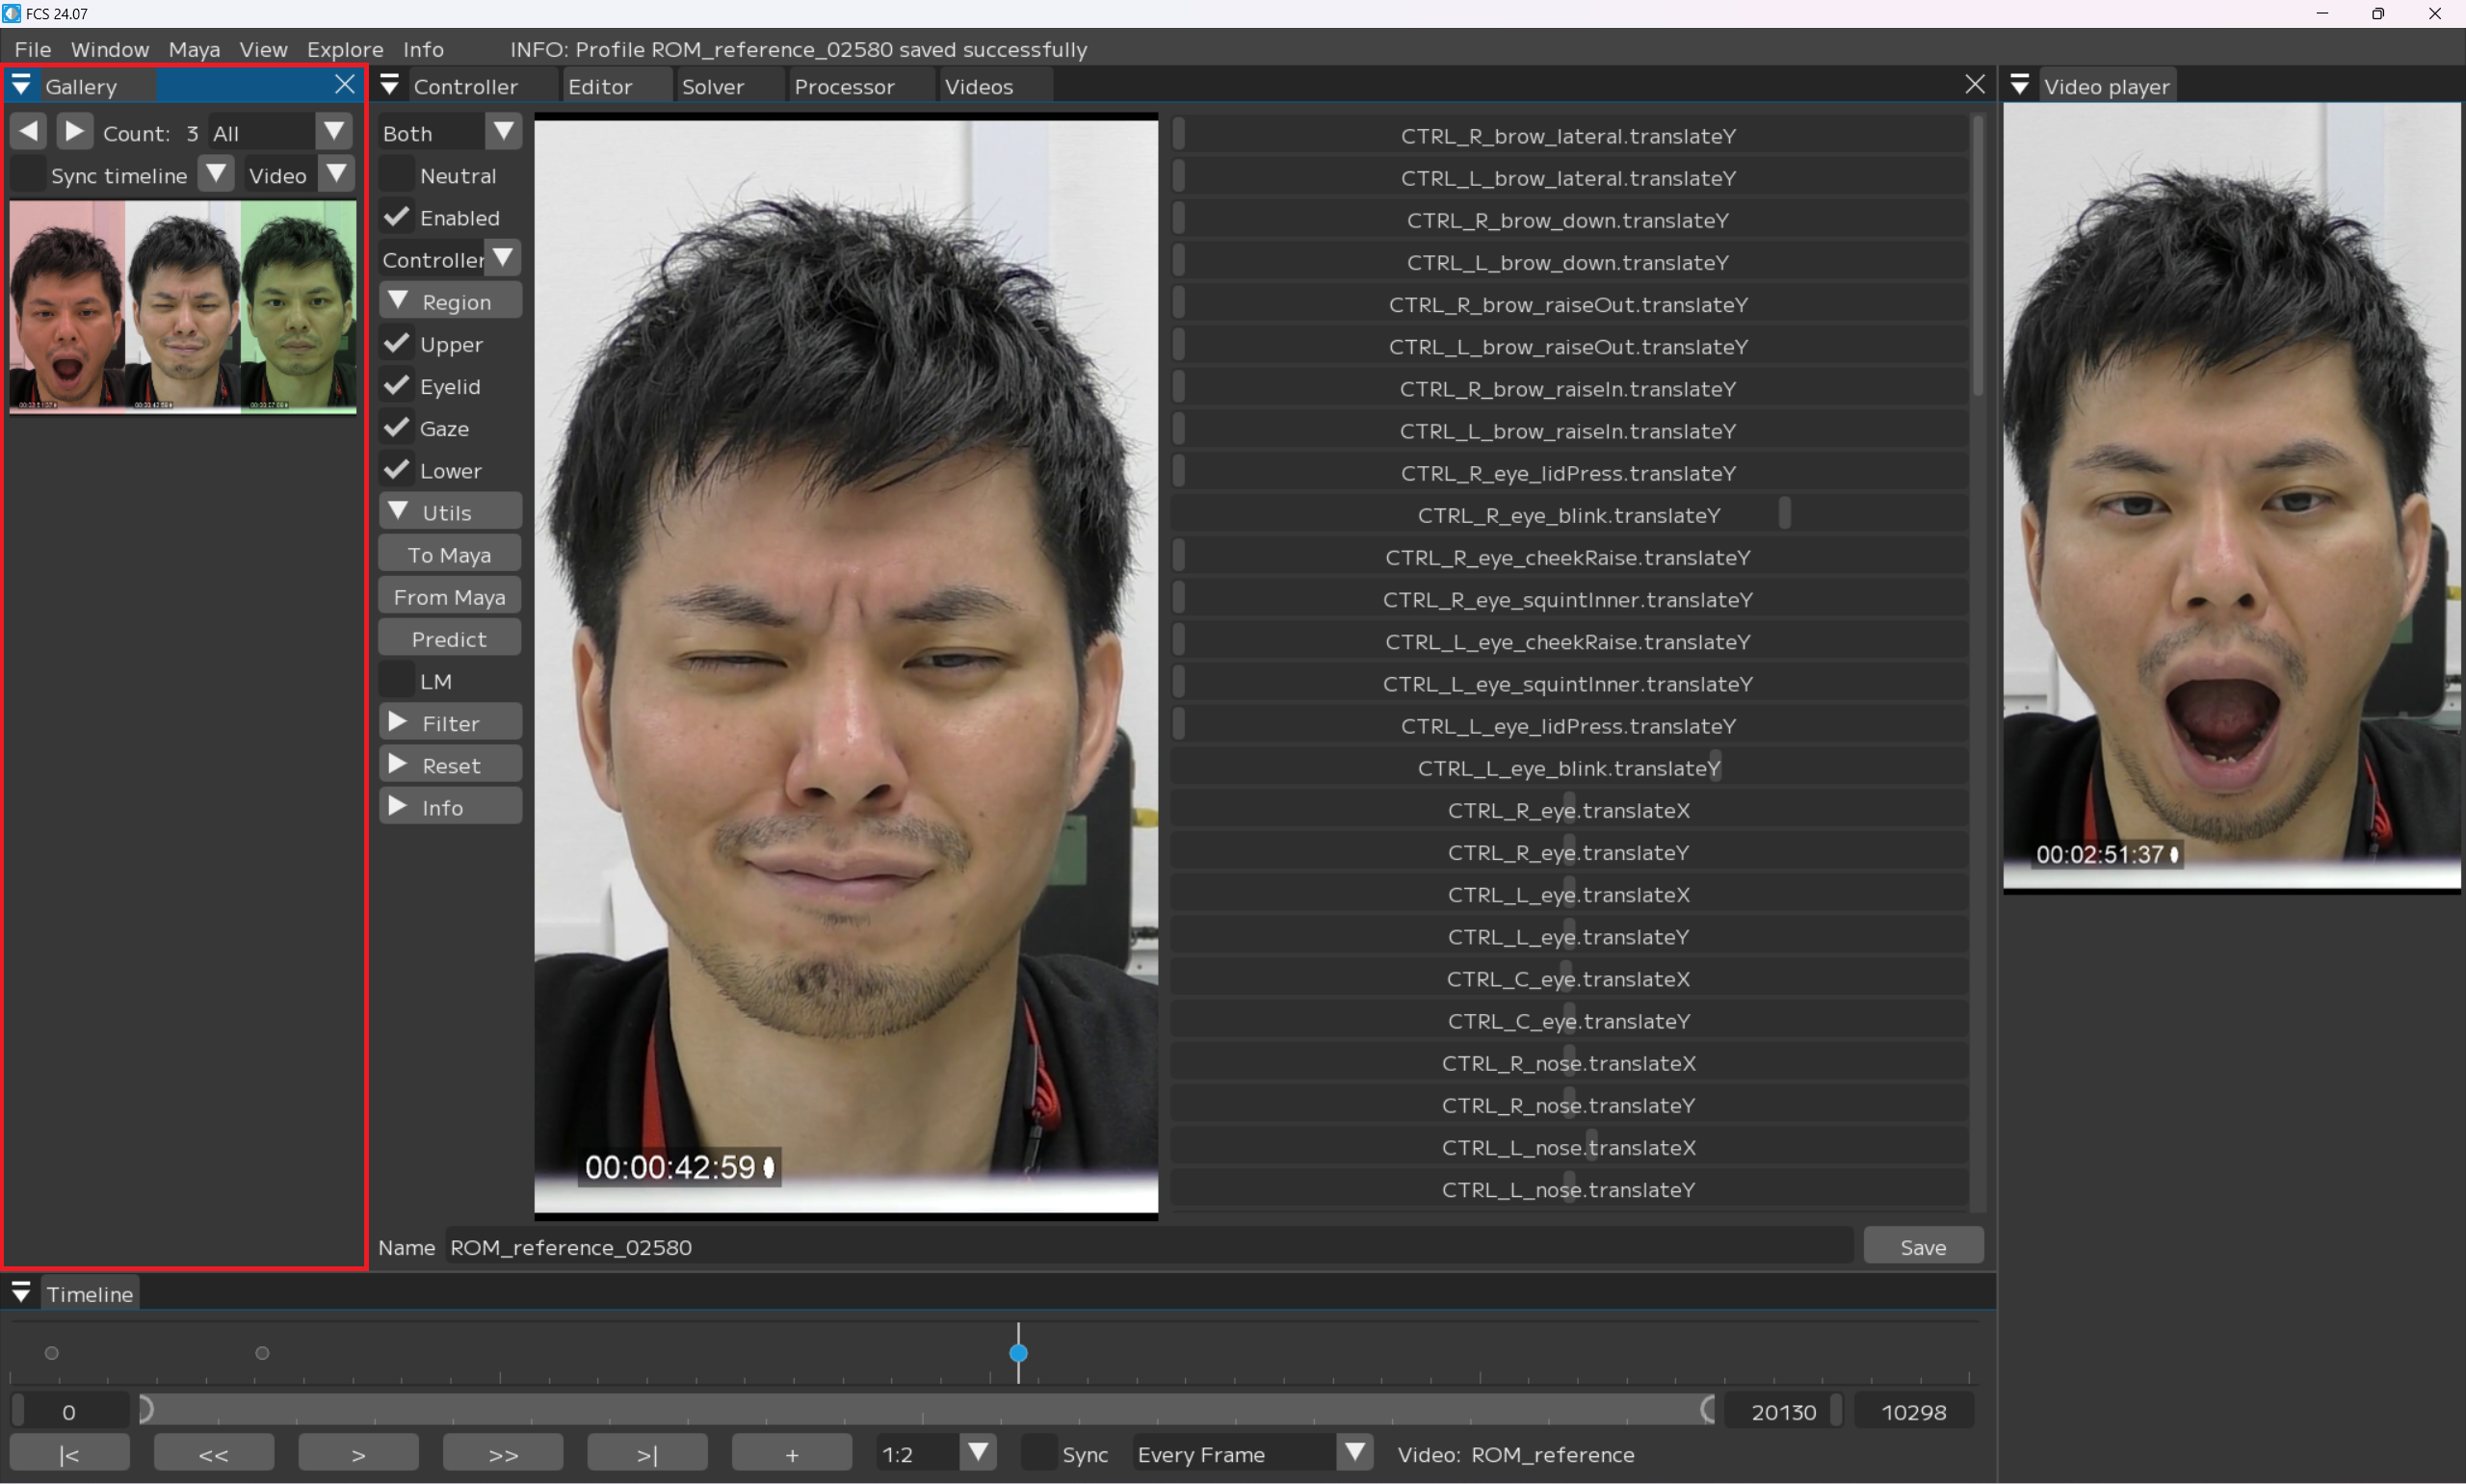 FCS 24.07
File Window Maya View Explore Info INFO: Profile ROM_reference_02580 saved successfully
Gallery
Count: 3 All
Sync timeline Video
Controller Editor Solver Processor Videos
Both
Neutral
Enabled
Controller
Region
Upper
Eyelid
Gaze
Lower
Utils
To Maya
From Maya
Predict
LM
Filter
Reset
Info
00:00:42:59
CTRL_R_brow_lateral.translateY
CTRL_L_brow_lateral.translateY
CTRL_R_brow_down.translateY
CTRL_L_brow_down.translateY
CTRL_R_brow_raiseOut.translateY
CTRL_L_brow_raiseOut.translateY
CTRL_R_brow_raiseIn.translateY
CTRL_L_brow_raiseIn.translateY
CTRL_R_eye_lidPress.translateY
CTRL_R_eye_blink.translateY
CTRL_R_eye_cheekRaise.translateY
CTRL_R_eye_squintInner.translateY
CTRL_L_eye_cheekRaise.translateY
CTRL_L_eye_squintInner.translateY
CTRL_L_eye_lidPress.translateY
CTRL_L_eye_blink.translateY
CTRL_R_eye.translateX
CTRL_R_eye.translateY
CTRL_L_eye.translateX
CTRL_L_eye.translateY
CTRL_C_eye.translateX
CTRL_C_eye.translateY
CTRL_R_nose.translateX
CTRL_R_nose.translateY
CTRL_L_nose.translateX
CTRL_L_nose.translateY
Name ROM_reference_02580 Save
Video player
00:02:51:37
Timeline
0 20130 10298
|< << > >> >| + 1:2 Sync Every Frame Video: ROM_reference